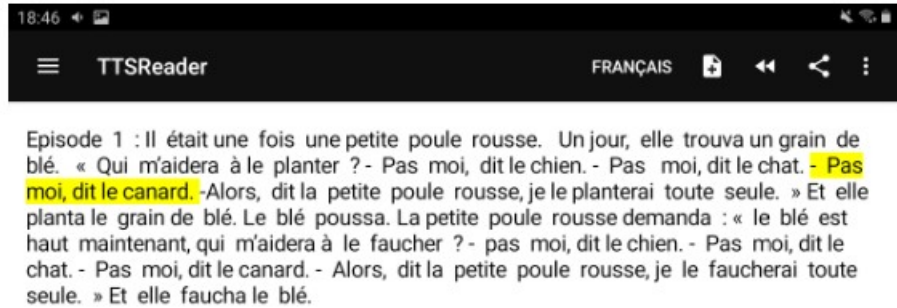 18:46
TTSReader FRANÇAIS
Episode 1 : Il était une fois une petite poule rousse. Un jour, elle trouva un grain de
blé. « Qui m'aidera à le planter ? - Pas moi, dit le chien. - Pas moi, dit le chat. - Pas
moi, dit le canard. -Alors, dit la petite poule rousse, je le planterai toute seule. » Et elle
planta le grain de blé. Le blé poussa. La petite poule rousse demanda : « le blé est
haut maintenant, qui m'aidera à le faucher ? - pas moi, dit le chien. - Pas moi, dit le
chat. - Pas moi, dit le canard. - Alors, dit la petite poule rousse, je le faucherai toute
seule. » Et elle faucha le blé.